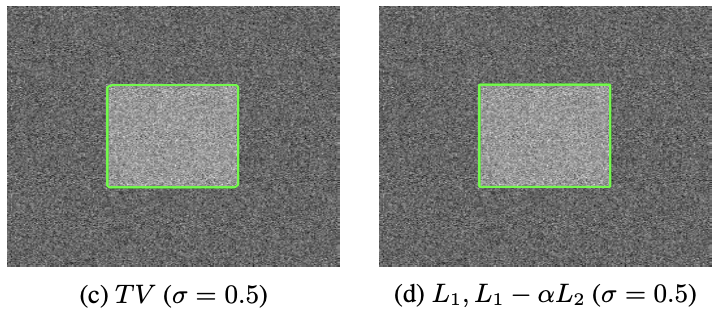 (c) TV (σ = 0.5)
(d) L₁, L₁ − αL₂ (σ = 0.5)